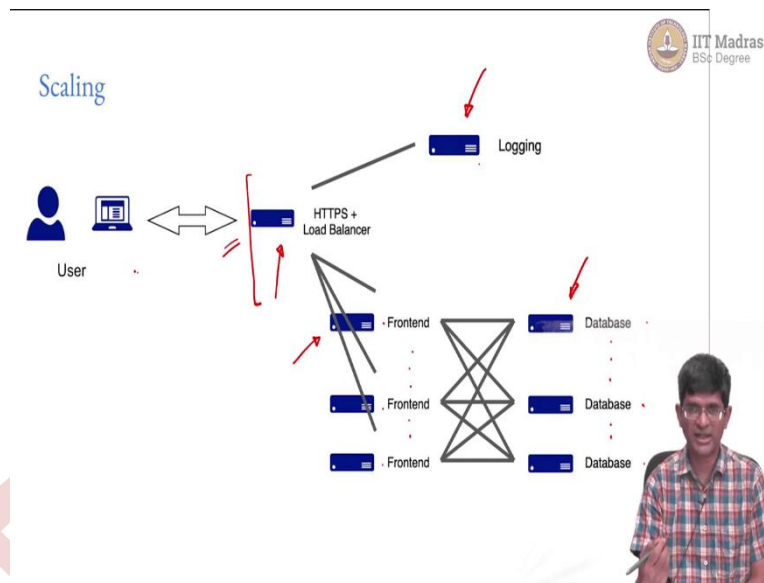 IIT Madras
BSc Degree
Scaling
Logging
HTTPS +
Load Balancer
User
Frontend
Database
Frontend
Database
Frontend
Database